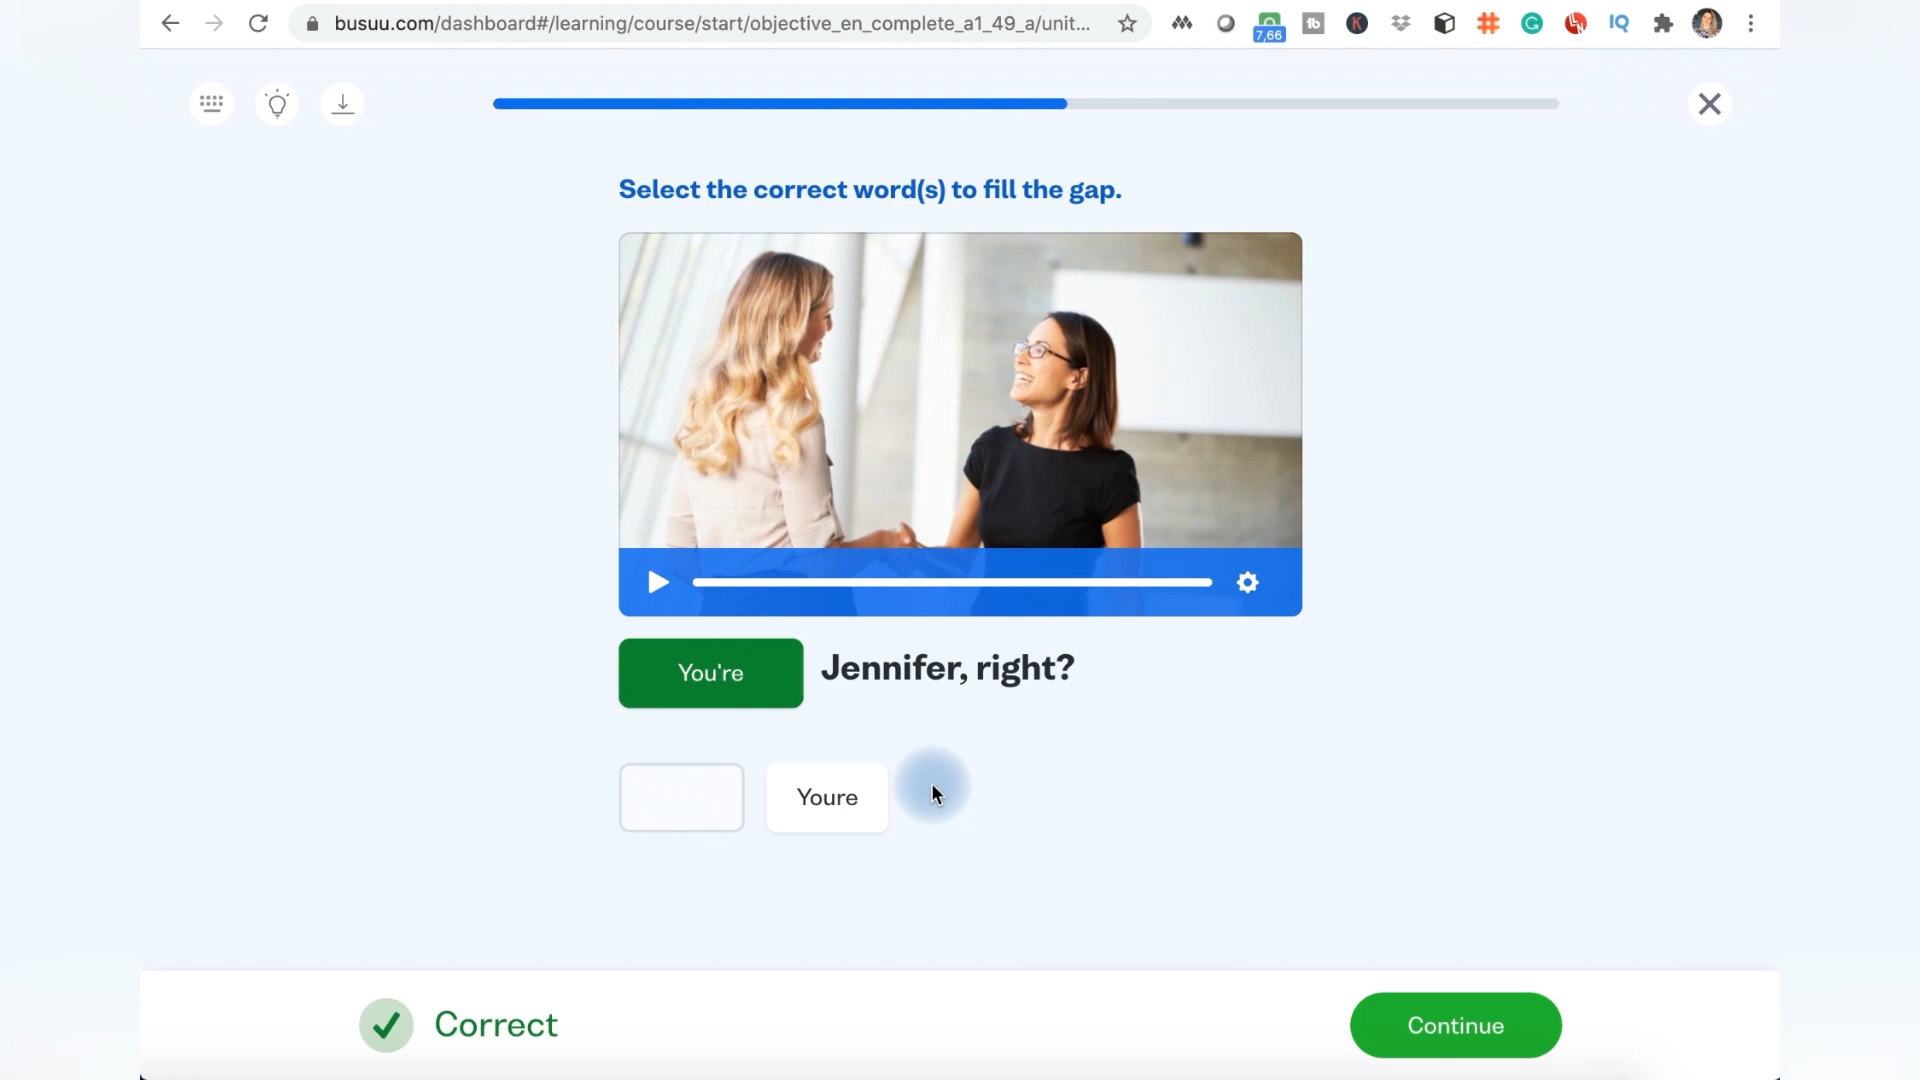 busuu.com/dashboard#/learning/course/start/objective_en_complete_a1_49_a/unit...
tb
K
G
IQ
7,66
Select the correct word(s) to fill the gap.
You're
Jennifer, right?
Youre
Correct
Continue